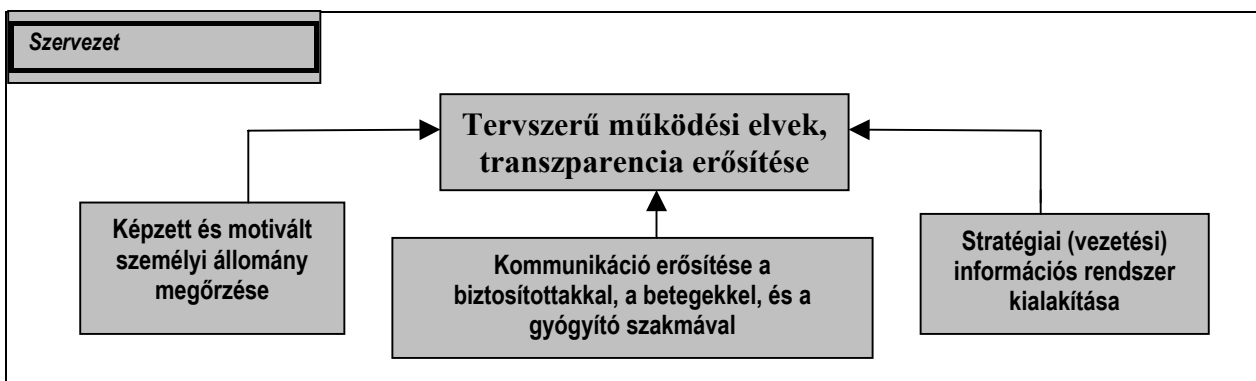 Szervezet
Tervszerű működési elvek,
transzparencia erősítése
Képzett és motivált
személyi állomány
megőrzése
Kommunikáció erősítése a
biztosítottakkal, a betegekkel, és a
gyógyító szakmával
Stratégiai (vezetési)
információs rendszer
kialakítása